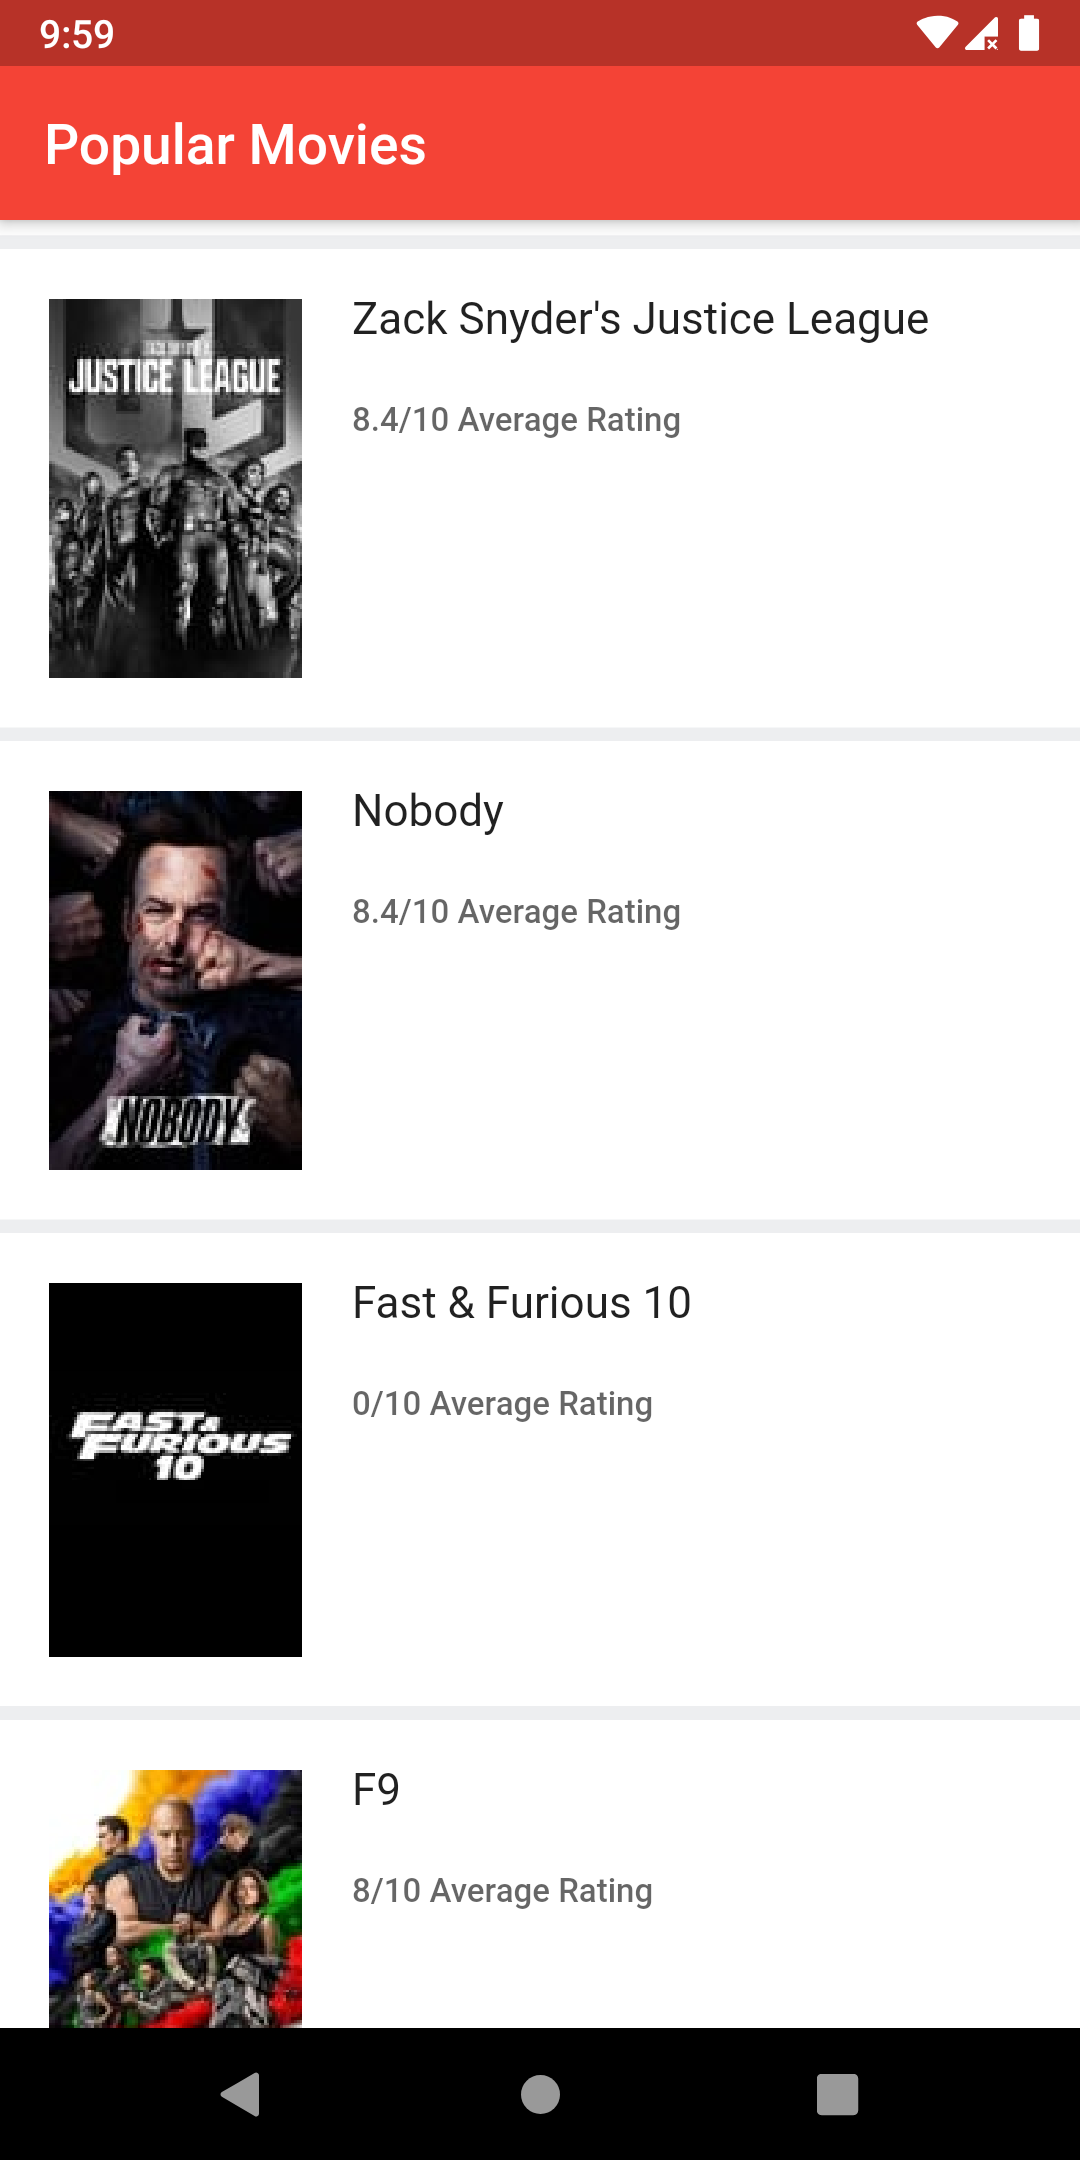 9:59
Popular Movies
Zack Snyder's Justice League
8.4/10 Average Rating
JUSTICE LEAGUE
Nobody
8.4/10 Average Rating
NOBODY
Fast & Furious 10
0/10 Average Rating
FAST &
FURIOUS
10
F9
8/10 Average Rating